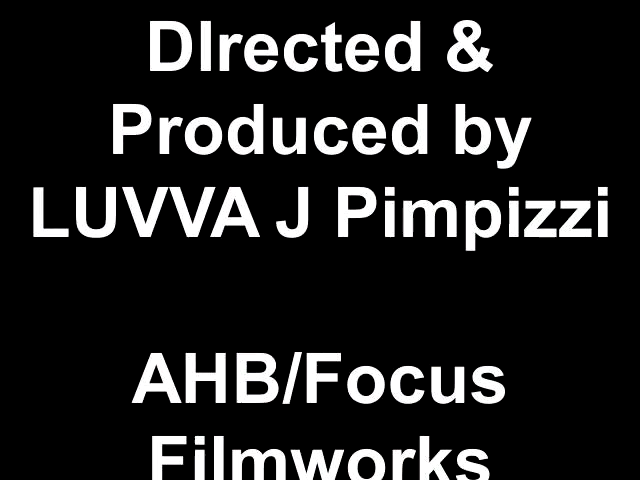 DIrected &
Produced by
LUVVA J Pimpizzi
AHB/Focus
Filmworks